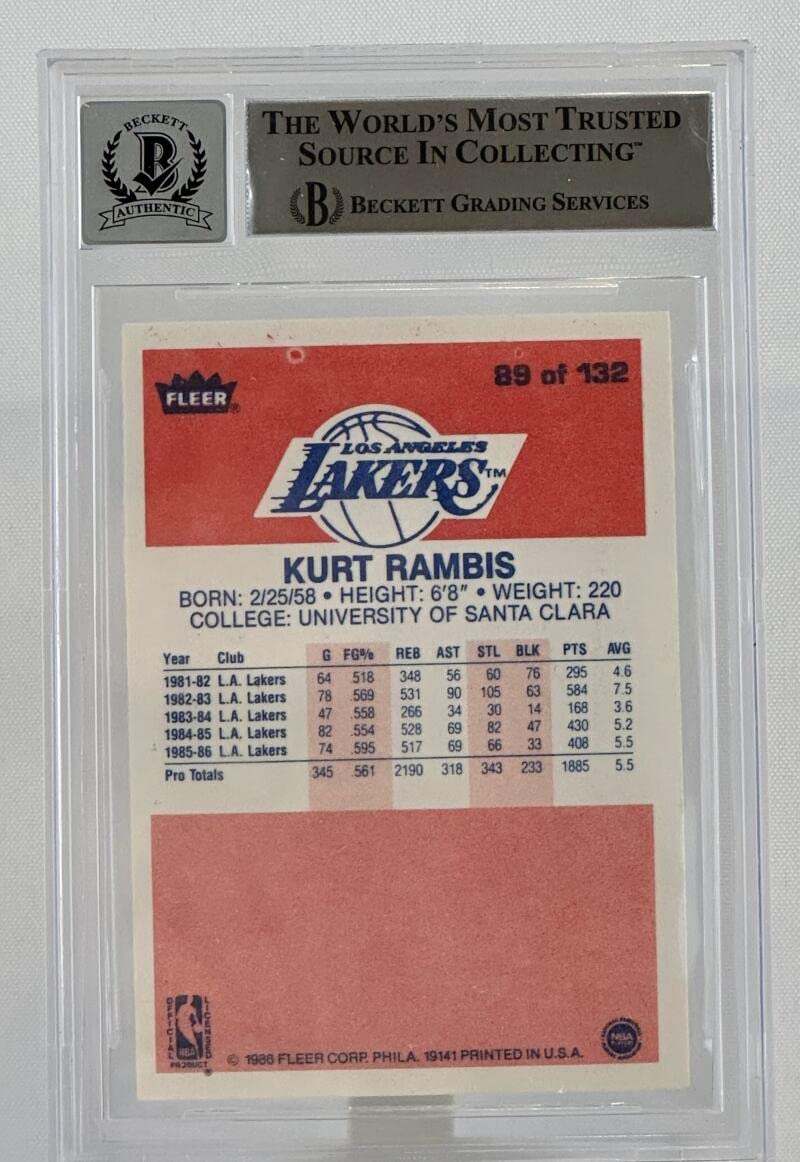 BECKETT
B
AUTHENTIC
THE WORLD'S MOST TRUSTED
SOURCE IN COLLECTING™
B BECKETT GRADING SERVICES
FLEER®
89 of 132
LOS ANGELES
LAKERS™
KURT RAMBIS
BORN: 2/25/58 • HEIGHT: 6'8" • WEIGHT: 220
COLLEGE: UNIVERSITY OF SANTA CLARA
Year Club G FG% REB AST STL BLK PTS AVG
1981-82 L.A. Lakers 64 .518 348 56 60 76 295 4.6
1982-83 L.A. Lakers 78 .569 531 90 105 63 584 7.5
1983-84 L.A. Lakers 47 .558 266 34 30 14 168 3.6
1984-85 L.A. Lakers 82 .554 528 69 82 47 430 5.2
1985-86 L.A. Lakers 74 .595 517 69 66 33 408 5.5
Pro Totals 345 .561 2190 318 343 233 1885 5.5
OFFICIAL LICENSED
NBA
PRODUCT ®
© 1986 FLEER CORP. PHILA. 19141 PRINTED IN U.S.A.
NBA